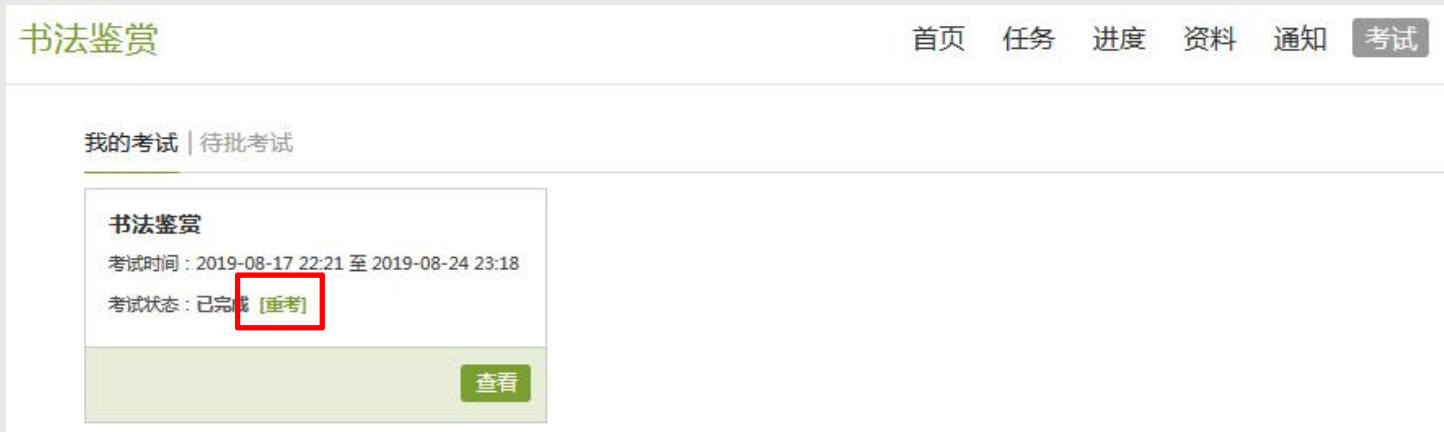 书法鉴赏
首页 任务 进度 资料 通知 考试
我的考试 | 待批考试
书法鉴赏
考试时间：2019-08-17 22:21 至 2019-08-24 23:18
考试状态：已完成 [重考]
查看